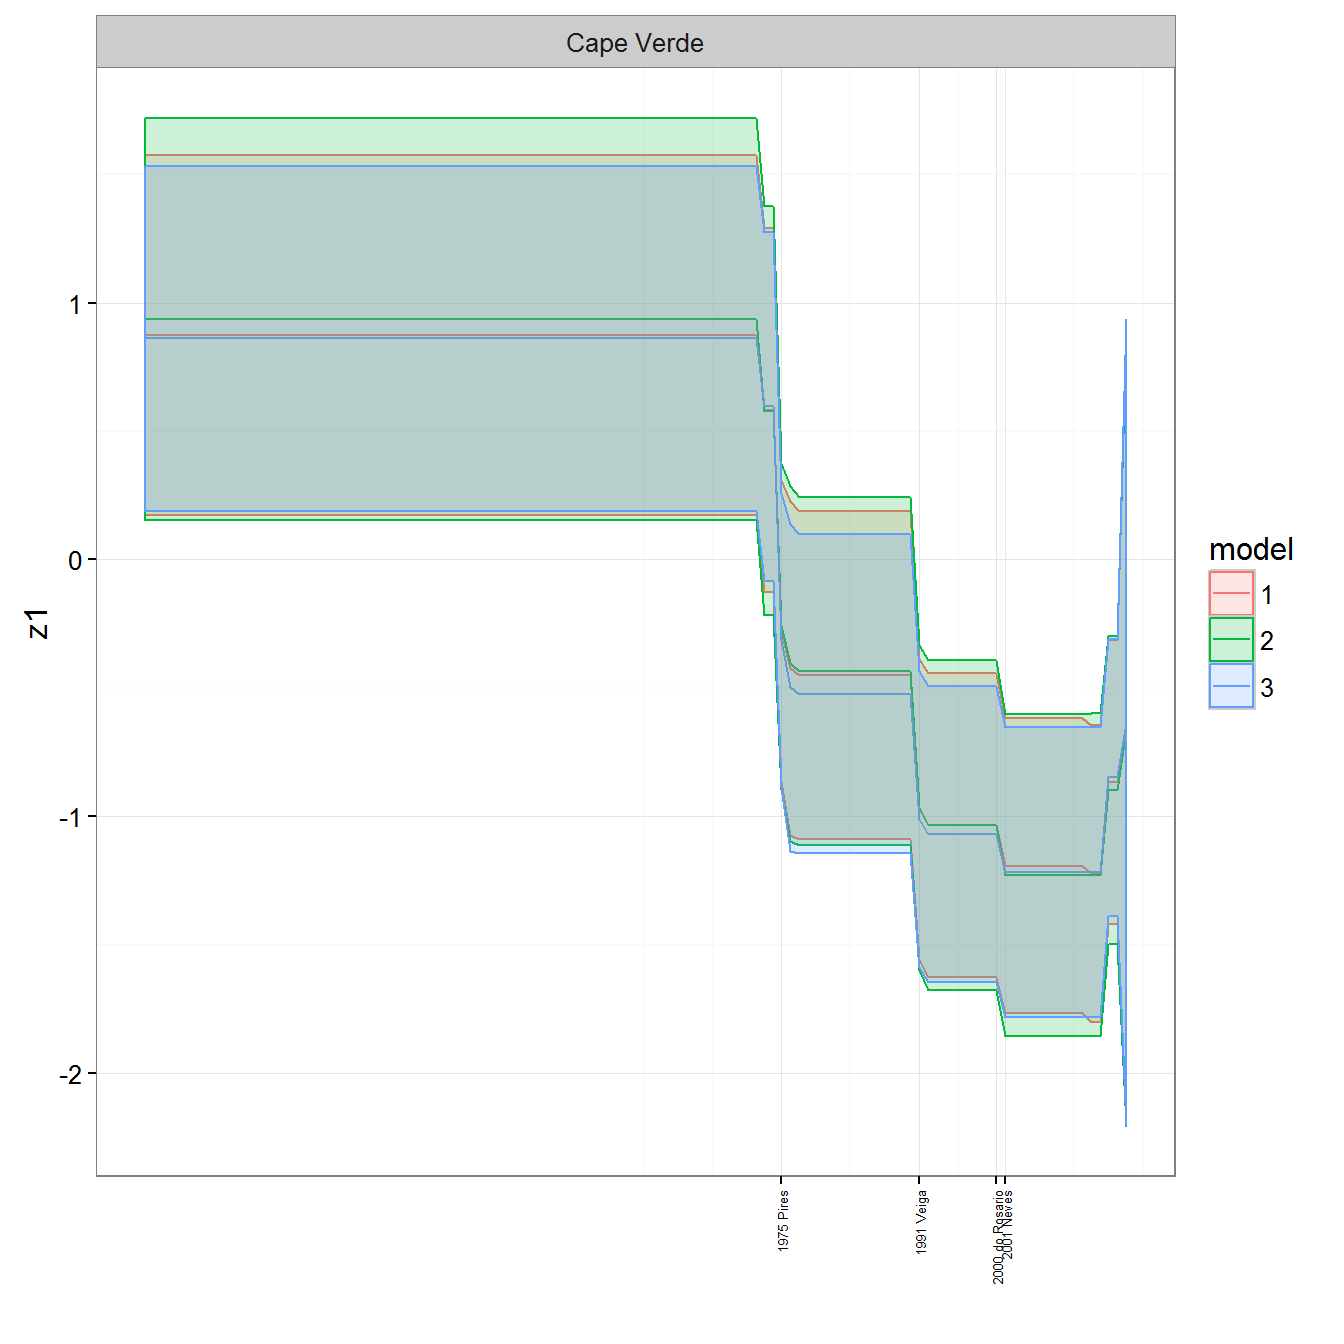 Cape Verde
1
0
-1
-2
z1
1975 Pires
1991 Veiga
2000 do Rosario
2001 Neves
model
1
2
3